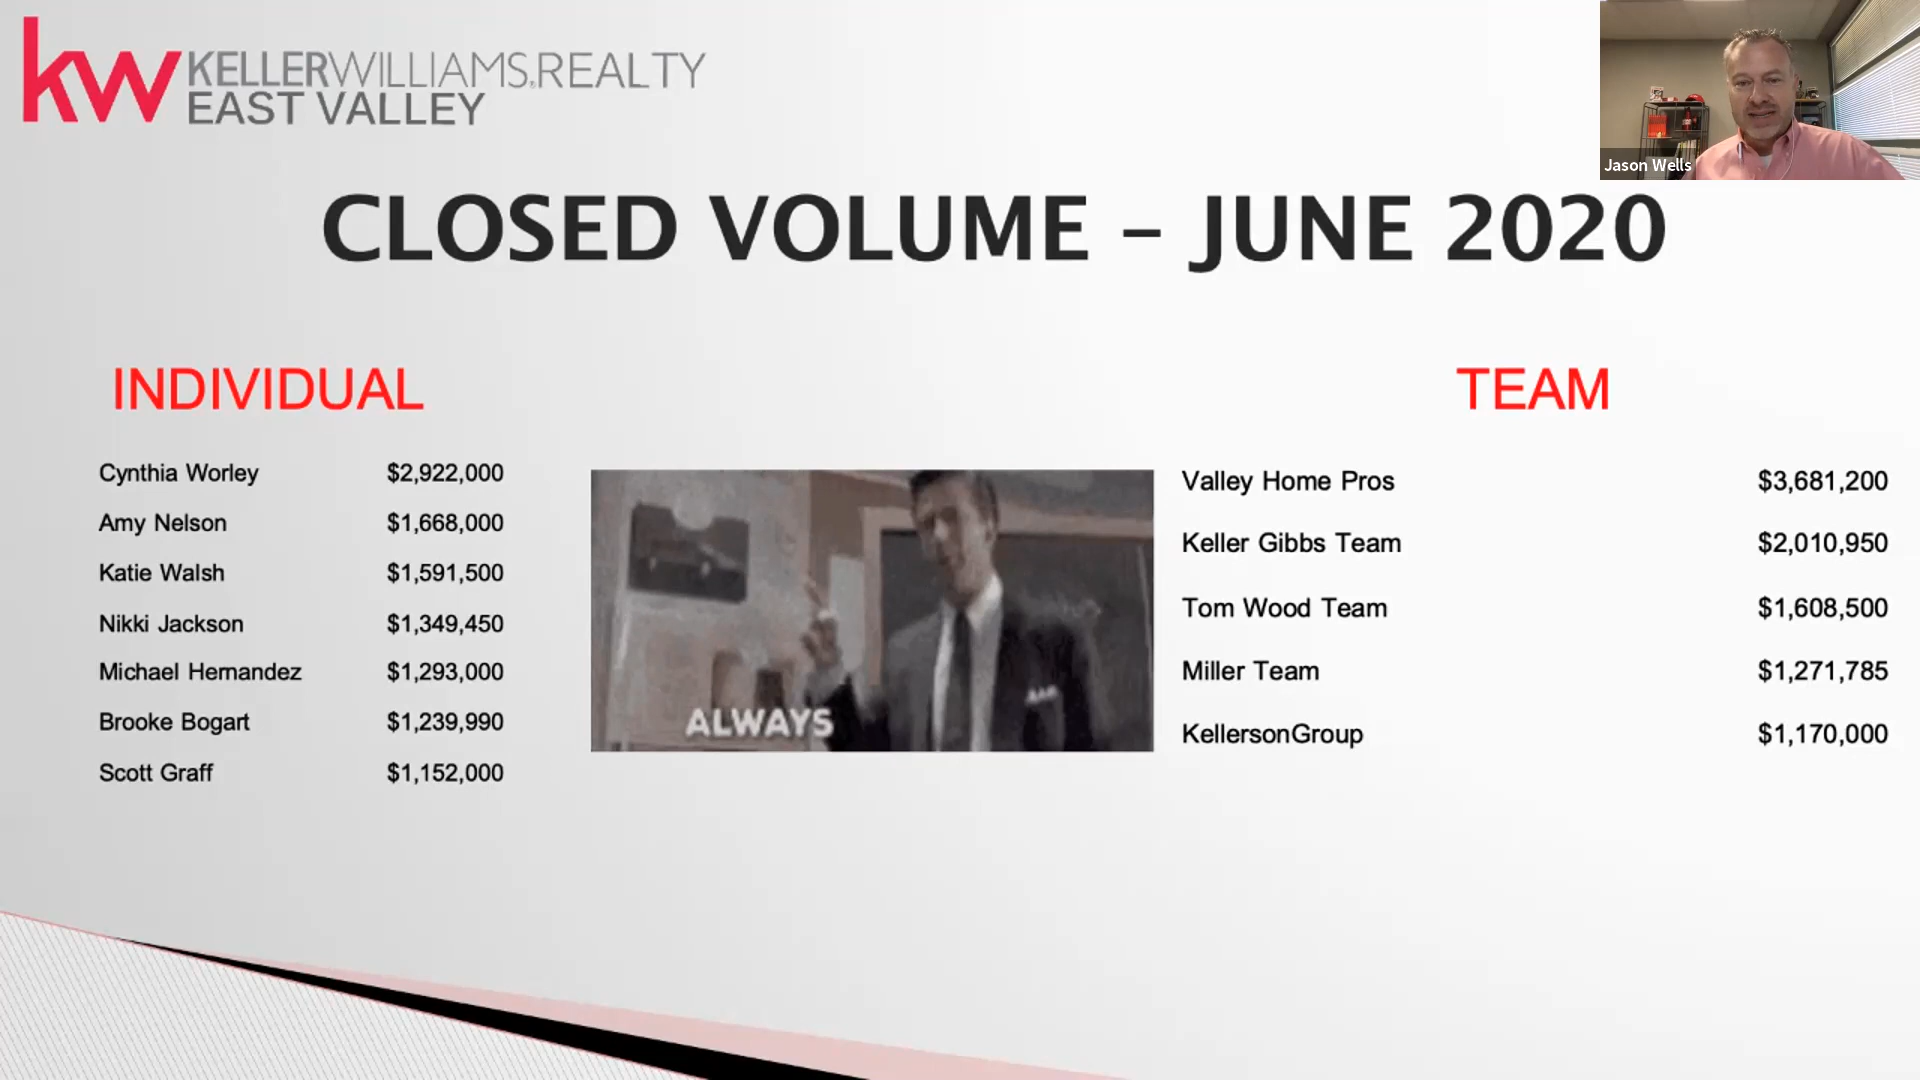 kw KELLERWILLIAMS. REALTY
EAST VALLEY
Jason Wells
CLOSED VOLUME – JUNE 2020
INDIVIDUAL
Cynthia Worley $2,922,000
Amy Nelson $1,668,000
Katie Walsh $1,591,500
Nikki Jackson $1,349,450
Michael Hernandez $1,293,000
Brooke Bogart $1,239,990
Scott Graff $1,152,000
ALWAYS
TEAM
Valley Home Pros $3,681,200
Keller Gibbs Team $2,010,950
Tom Wood Team $1,608,500
Miller Team $1,271,785
KellersonGroup $1,170,000